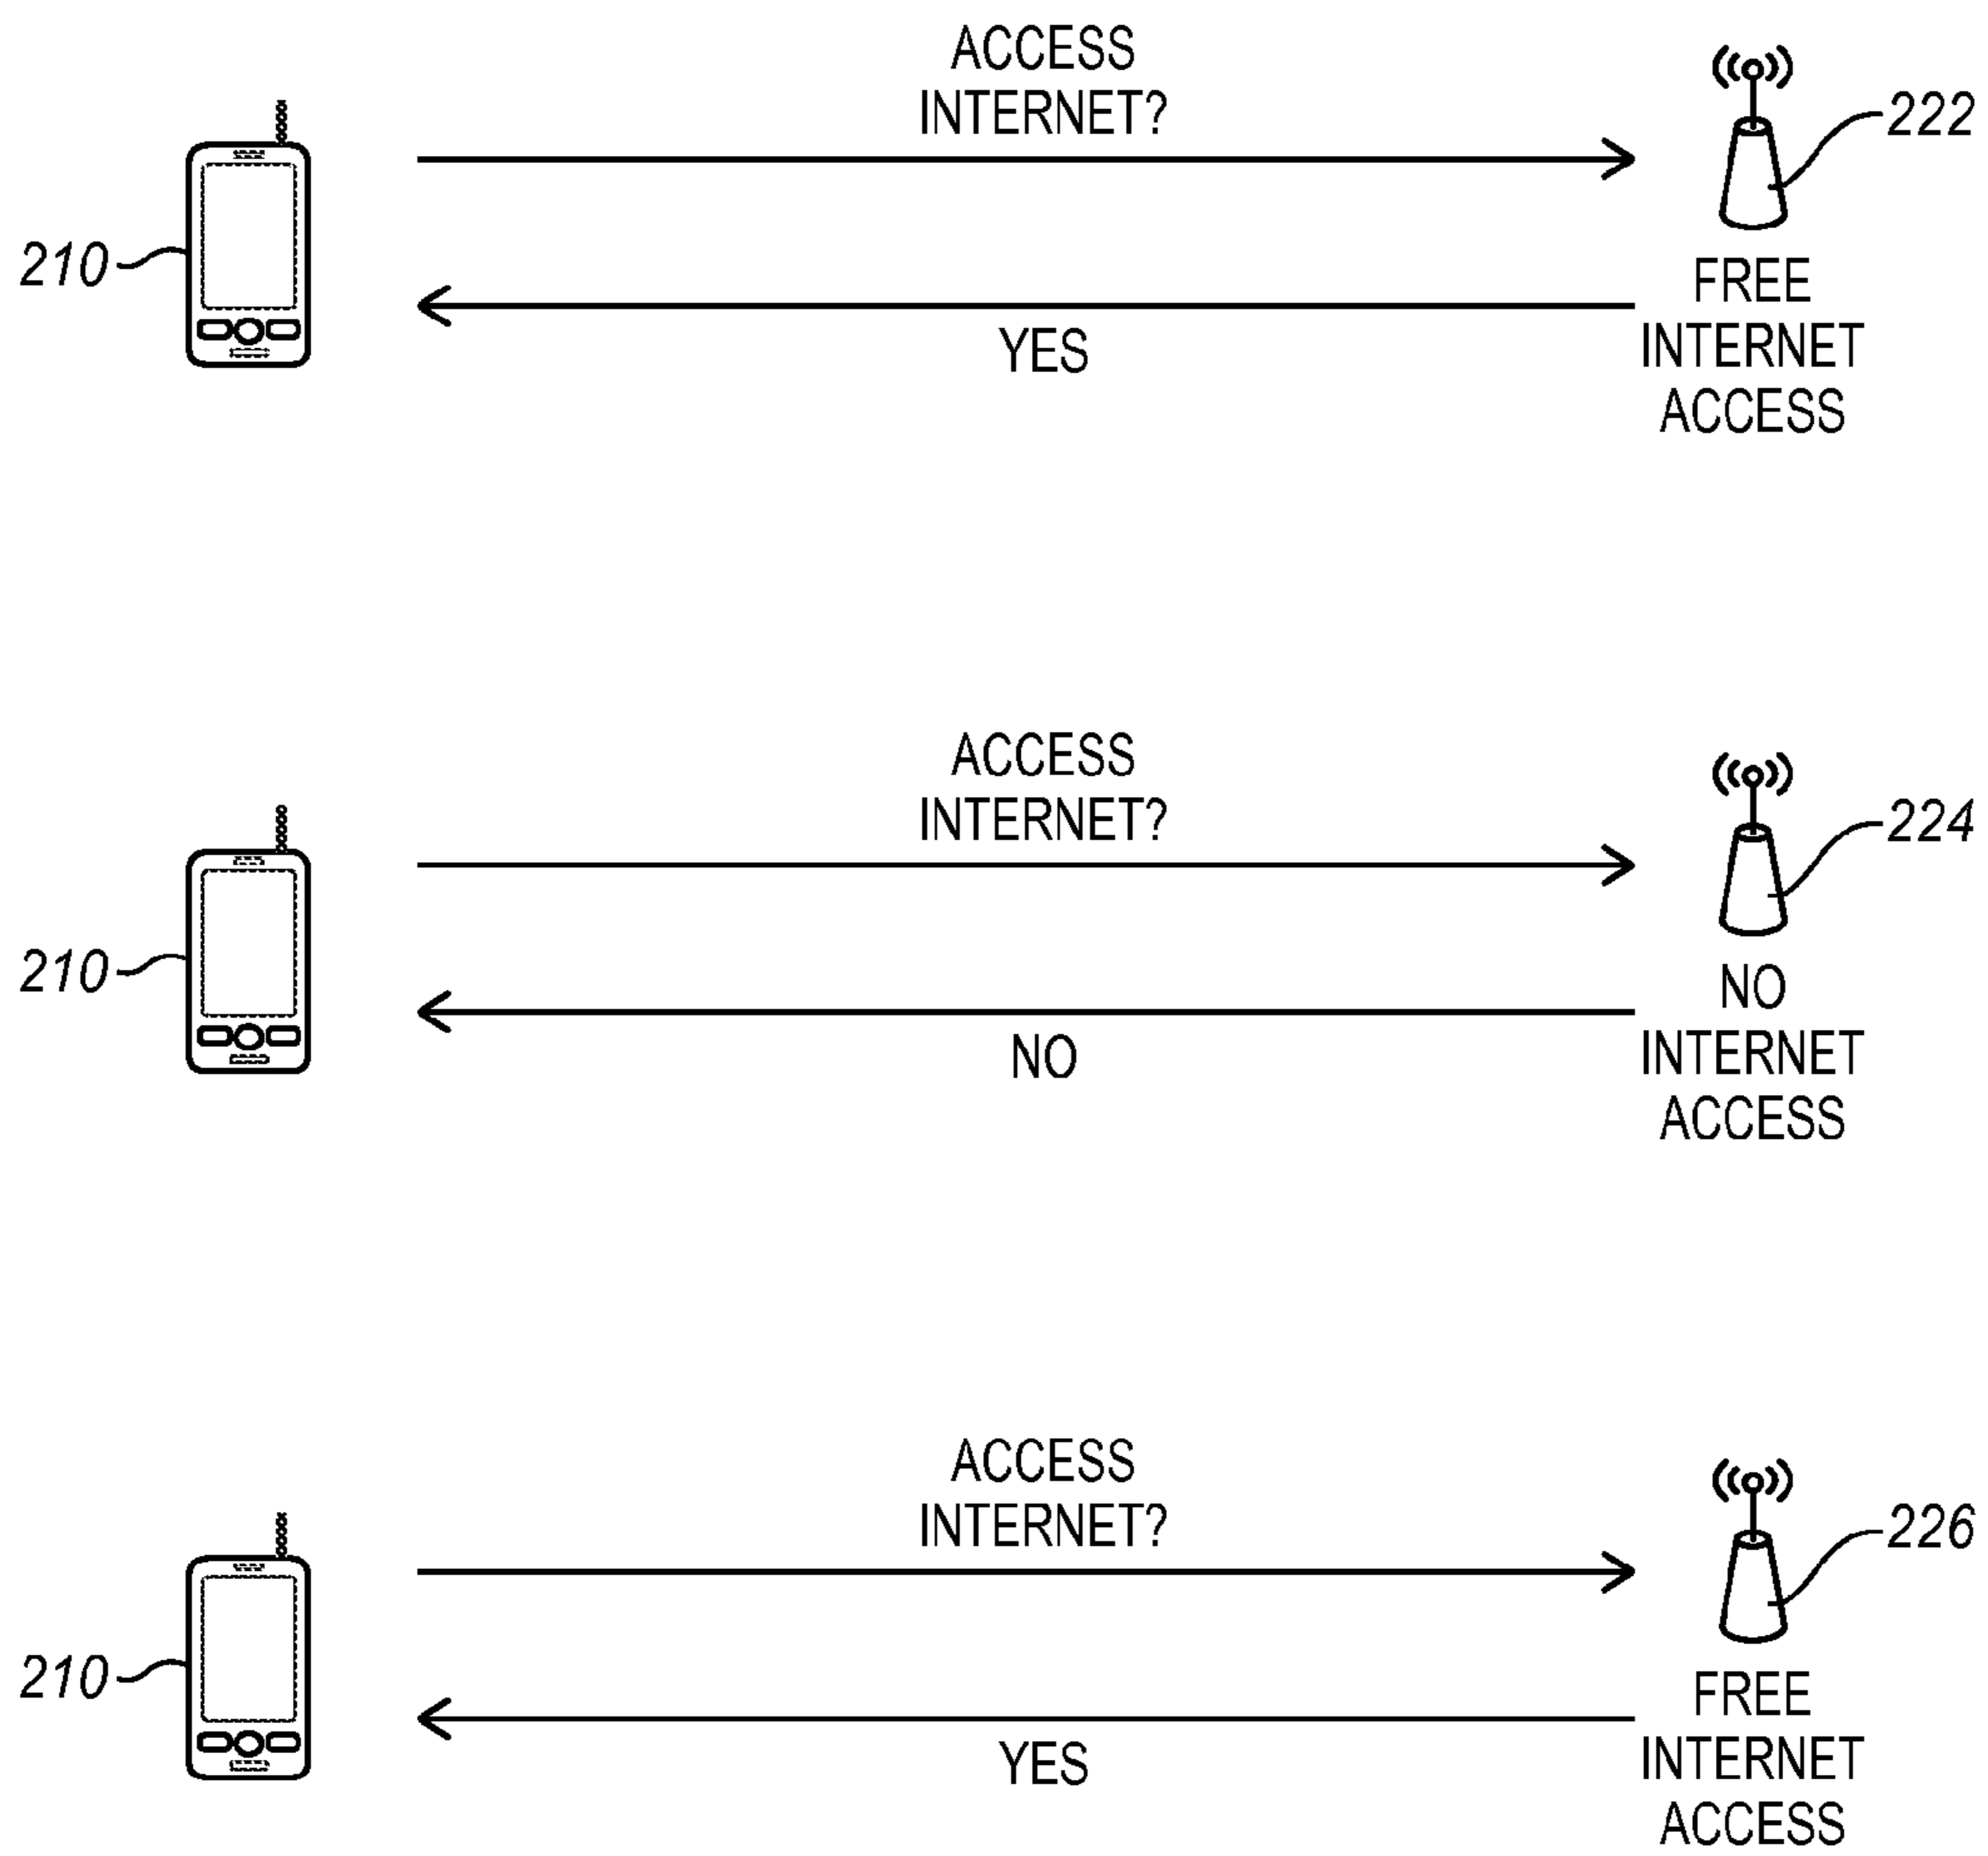 ACCESS
INTERNET?
222
210
YES
FREE
INTERNET
ACCESS
ACCESS
INTERNET?
224
210
NO
NO
INTERNET
ACCESS
ACCESS
INTERNET?
226
210
YES
FREE
INTERNET
ACCESS